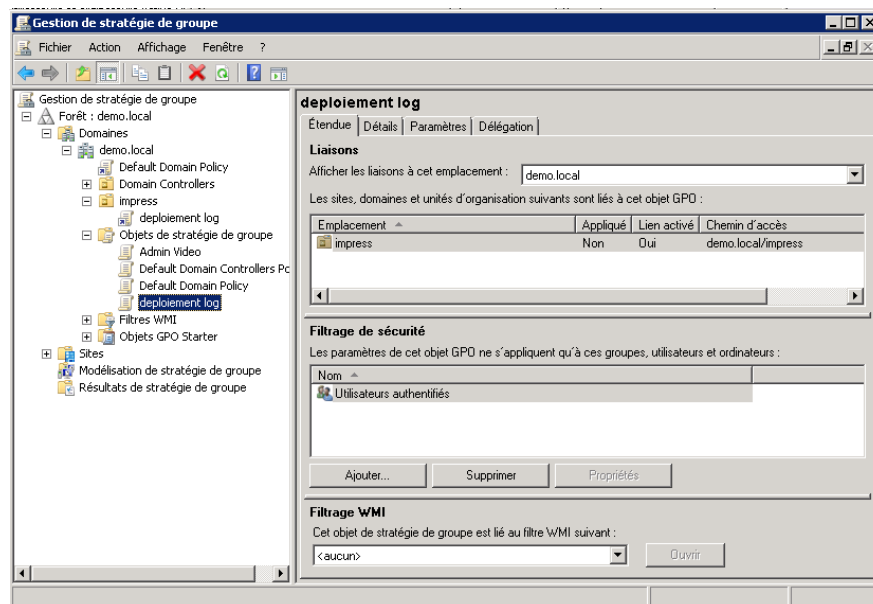 Gestion de stratégie de groupe
Fichier Action Affichage Fenêtre ?
Gestion de stratégie de groupe
Forêt : demo.local
Domaines
demo.local
Default Domain Policy
Domain Controllers
impress
deploiement log
Objets de stratégie de groupe
Admin Video
Default Domain Controllers Pc
Default Domain Policy
deploiement log
Filtres WMI
Objets GPO Starter
Sites
Modélisation de stratégie de groupe
Résultats de stratégie de groupe
deploiement log
Étendue Détails Paramètres Délégation
Liaisons
Afficher les liaisons à cet emplacement : demo.local
Les sites, domaines et unités d'organisation suivants sont liés à cet objet GPO :
Emplacement Appliqué Lien activé Chemin d'accès
impress Non Oui demo.local/impress
Filtrage de sécurité
Les paramètres de cet objet GPO ne s'appliquent qu'à ces groupes, utilisateurs et ordinateurs :
Nom
Utilisateurs authentifiés
Ajouter... Supprimer Propriétés
Filtrage WMI
Cet objet de stratégie de groupe est lié au filtre WMI suivant :
<aucun> Ouvrir